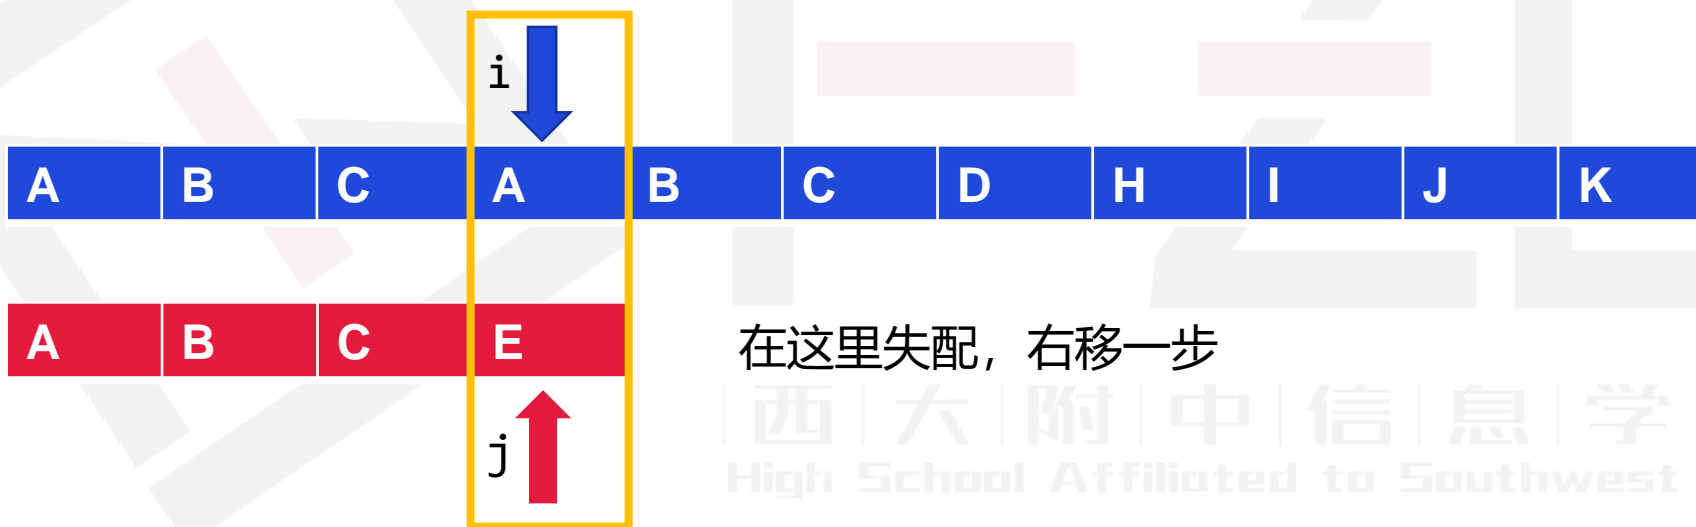 i
A B C A B C D H I J K
A B C E
在这里失配，右移一步
j
西大附中信息学
High School Affiliated to Southwest